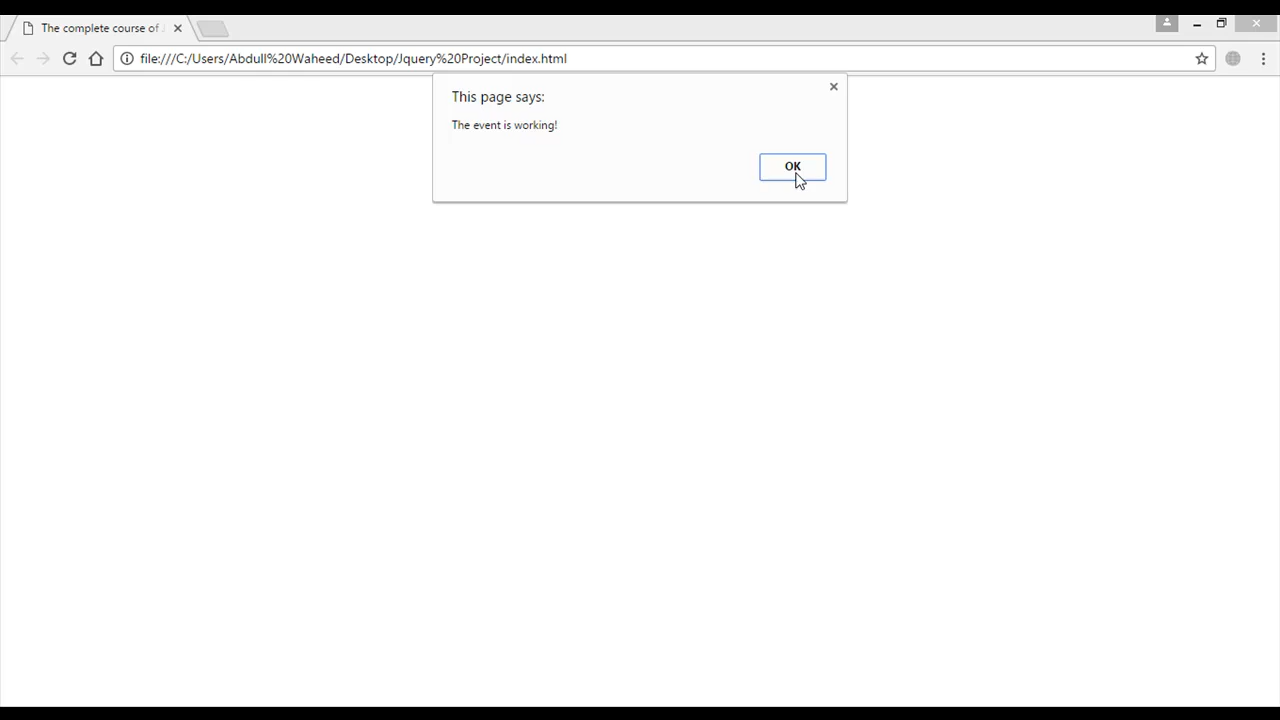 The complete course of
file:///C:/Users/Abdull%20Waheed/Desktop/Jquery%20Project/index.html
This page says:
The event is working!
OK